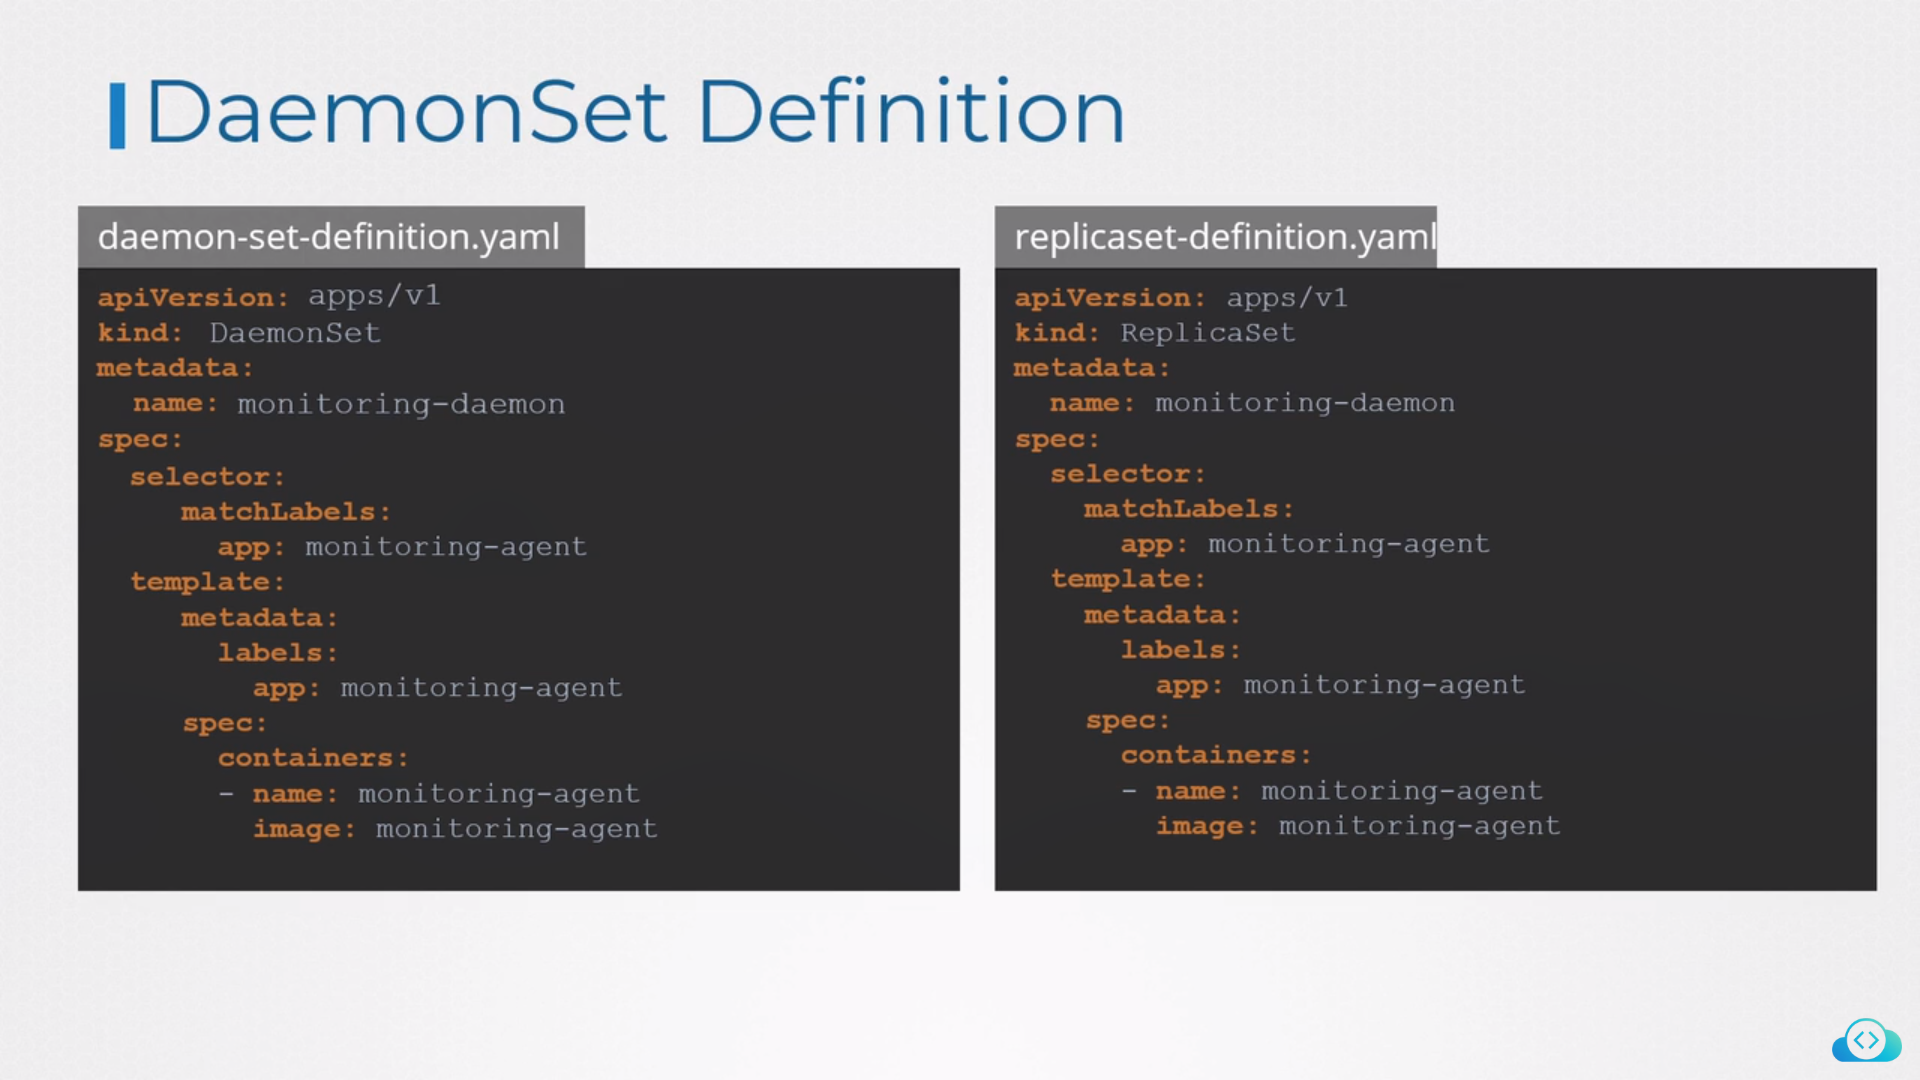 DaemonSet Definition
daemon-set-definition.yaml
apiVersion: apps/v1
kind: DaemonSet
metadata:
  name: monitoring-daemon
spec:
  selector:
    matchLabels:
      app: monitoring-agent
  template:
    metadata:
      labels:
        app: monitoring-agent
    spec:
      containers:
      - name: monitoring-agent
        image: monitoring-agent
replicaset-definition.yaml
apiVersion: apps/v1
kind: ReplicaSet
metadata:
  name: monitoring-daemon
spec:
  selector:
    matchLabels:
      app: monitoring-agent
  template:
    metadata:
      labels:
        app: monitoring-agent
    spec:
      containers:
      - name: monitoring-agent
        image: monitoring-agent